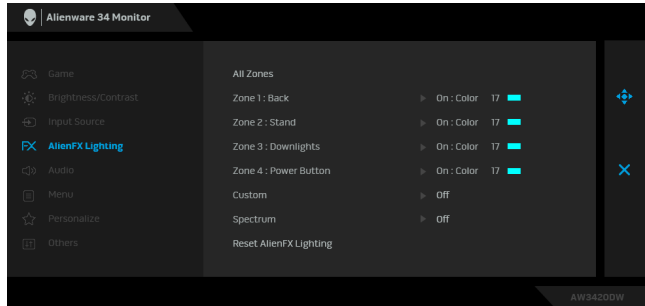 Alienware 34 Monitor
Game
Brightness/Contrast
Input Source
AlienFX Lighting
Audio
Menu
Personalize
Others
All Zones
Zone 1 : Back On : Color 17
Zone 2 : Stand On : Color 17
Zone 3 : Downlights On : Color 17
Zone 4 : Power Button On : Color 17
Custom Off
Spectrum Off
Reset AlienFX Lighting
AW3420DW